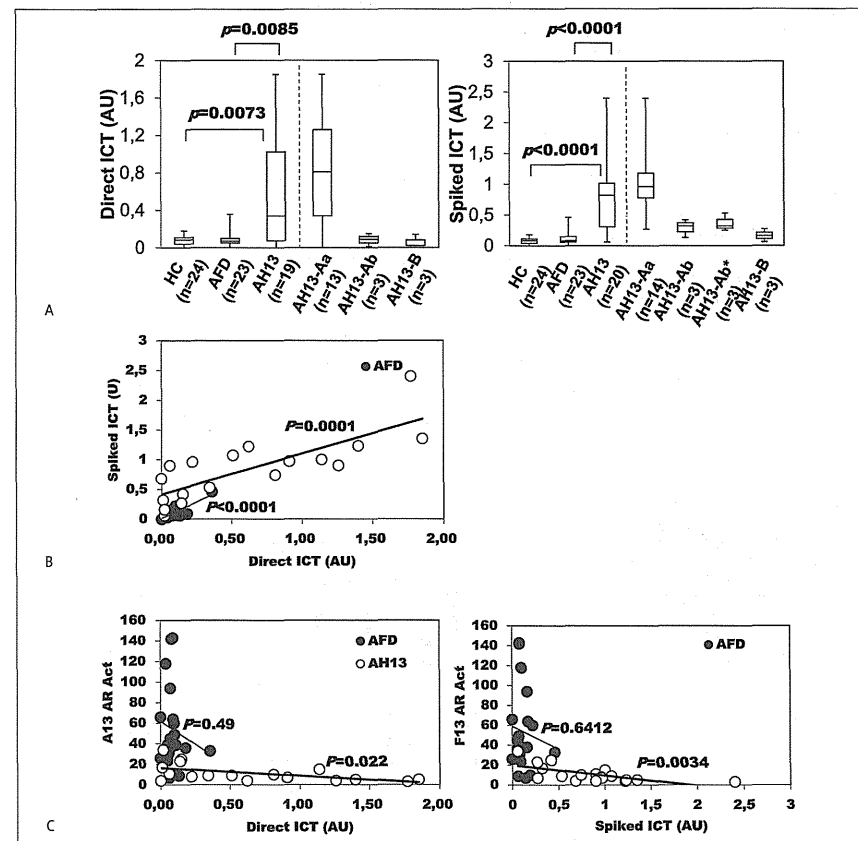 p=0.0085
2
1,6
1,2
0,8
0,4
0
Direct ICT (AU)
p=0.0073
HC (n=24)
AFD (n=23)
AH13 (n=19)
AH13-Aa (n=13)
AH13-Ab (n=3)
AH13-B (n=3)
p<0.0001
3
2,5
2
1,5
1
0,5
0
Spiked ICT (AU)
p<0.0001
HC (n=24)
AFD (n=23)
AH13 (n=20)
AH13-Aa (n=14)
AH13-Ab (n=3)
AH13-Ab* (n=3)
AH13-B (n=3)
A
3
2,5
2
1,5
1
0,5
0
Spiked ICT (U)
AFD
P=0.0001
P<0.0001
0,00 0,50 1,00 1,50 2,00
Direct ICT (AU)
B
160
140
120
100
80
60
40
20
0
A13 AR Act
AFD
AH13
P=0.49
P=0.022
0,00 0,50 1,00 1,50 2,00
Direct ICT (AU)
160
140
120
100
80
60
40
20
0
F13 AR Act
AFD
P=0.6412
P=0.0034
0 0,5 1 1,5 2 2,5 3
Spiked ICT (AU)
C